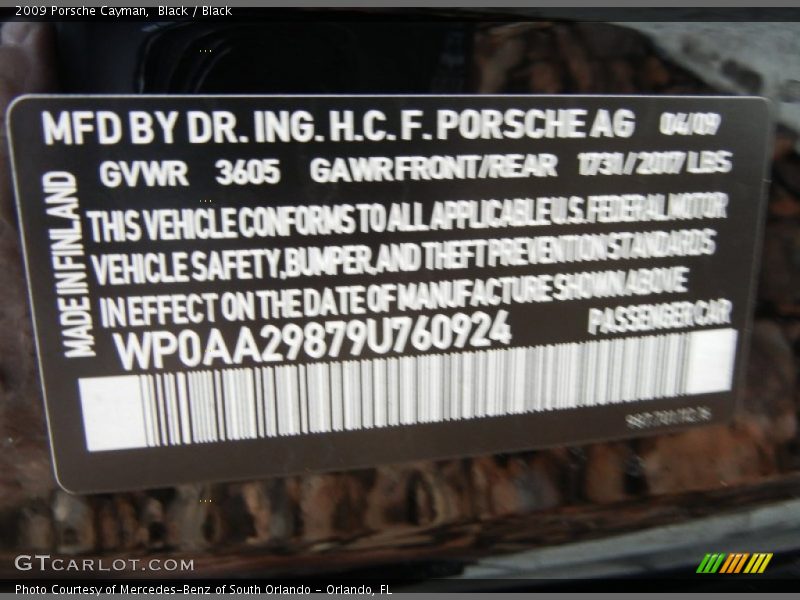 2009 Porsche Cayman, Black / Black
MFD BY DR. ING. H.C. F. PORSCHE AG 04/09
GVWR 3605 GAWR FRONT/REAR 1731/2017 LBS
MADE IN FINLAND
THIS VEHICLE CONFORMS TO ALL APPLICABLE U.S. FEDERAL MOTOR
VEHICLE SAFETY, BUMPER, AND THEFT PREVENTION STANDARDS
IN EFFECT ON THE DATE OF MANUFACTURE SHOWN ABOVE
WP0AA29879U760924 PASSENGER CAR
GTCARLOT.COM
Photo Courtesy of Mercedes-Benz of South Orlando - Orlando, FL